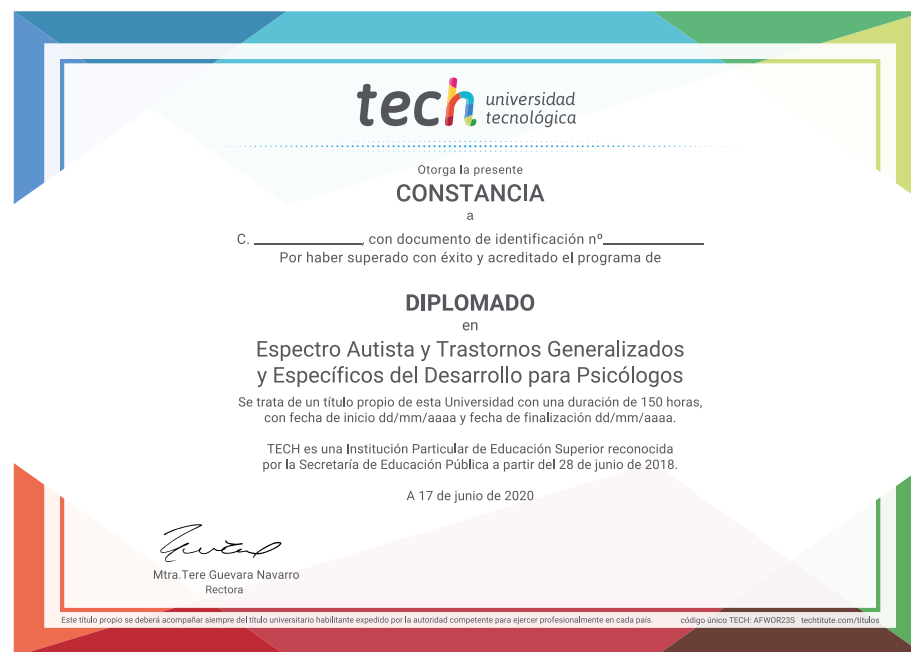 tech universidad
tecnológica
Otorga la presente
CONSTANCIA
a
C. ____________, con documento de identificación nº____________
Por haber superado con éxito y acreditado el programa de
DIPLOMADO
en
Espectro Autista y Trastornos Generalizados
y Específicos del Desarrollo para Psicólogos
Se trata de un título propio de esta Universidad con una duración de 150 horas,
con fecha de inicio dd/mm/aaaa y fecha de finalización dd/mm/aaaa.
TECH es una Institución Particular de Educación Superior reconocida
por la Secretaría de Educación Pública a partir del 28 de junio de 2018.
A 17 de junio de 2020
Mtra.Tere Guevara Navarro
Rectora
Este título propio se deberá acompañar siempre del título universitario habilitante expedido por la autoridad competente para ejercer profesionalmente en cada país.
código único TECH: AFWOR23S techtitute.com/titulos